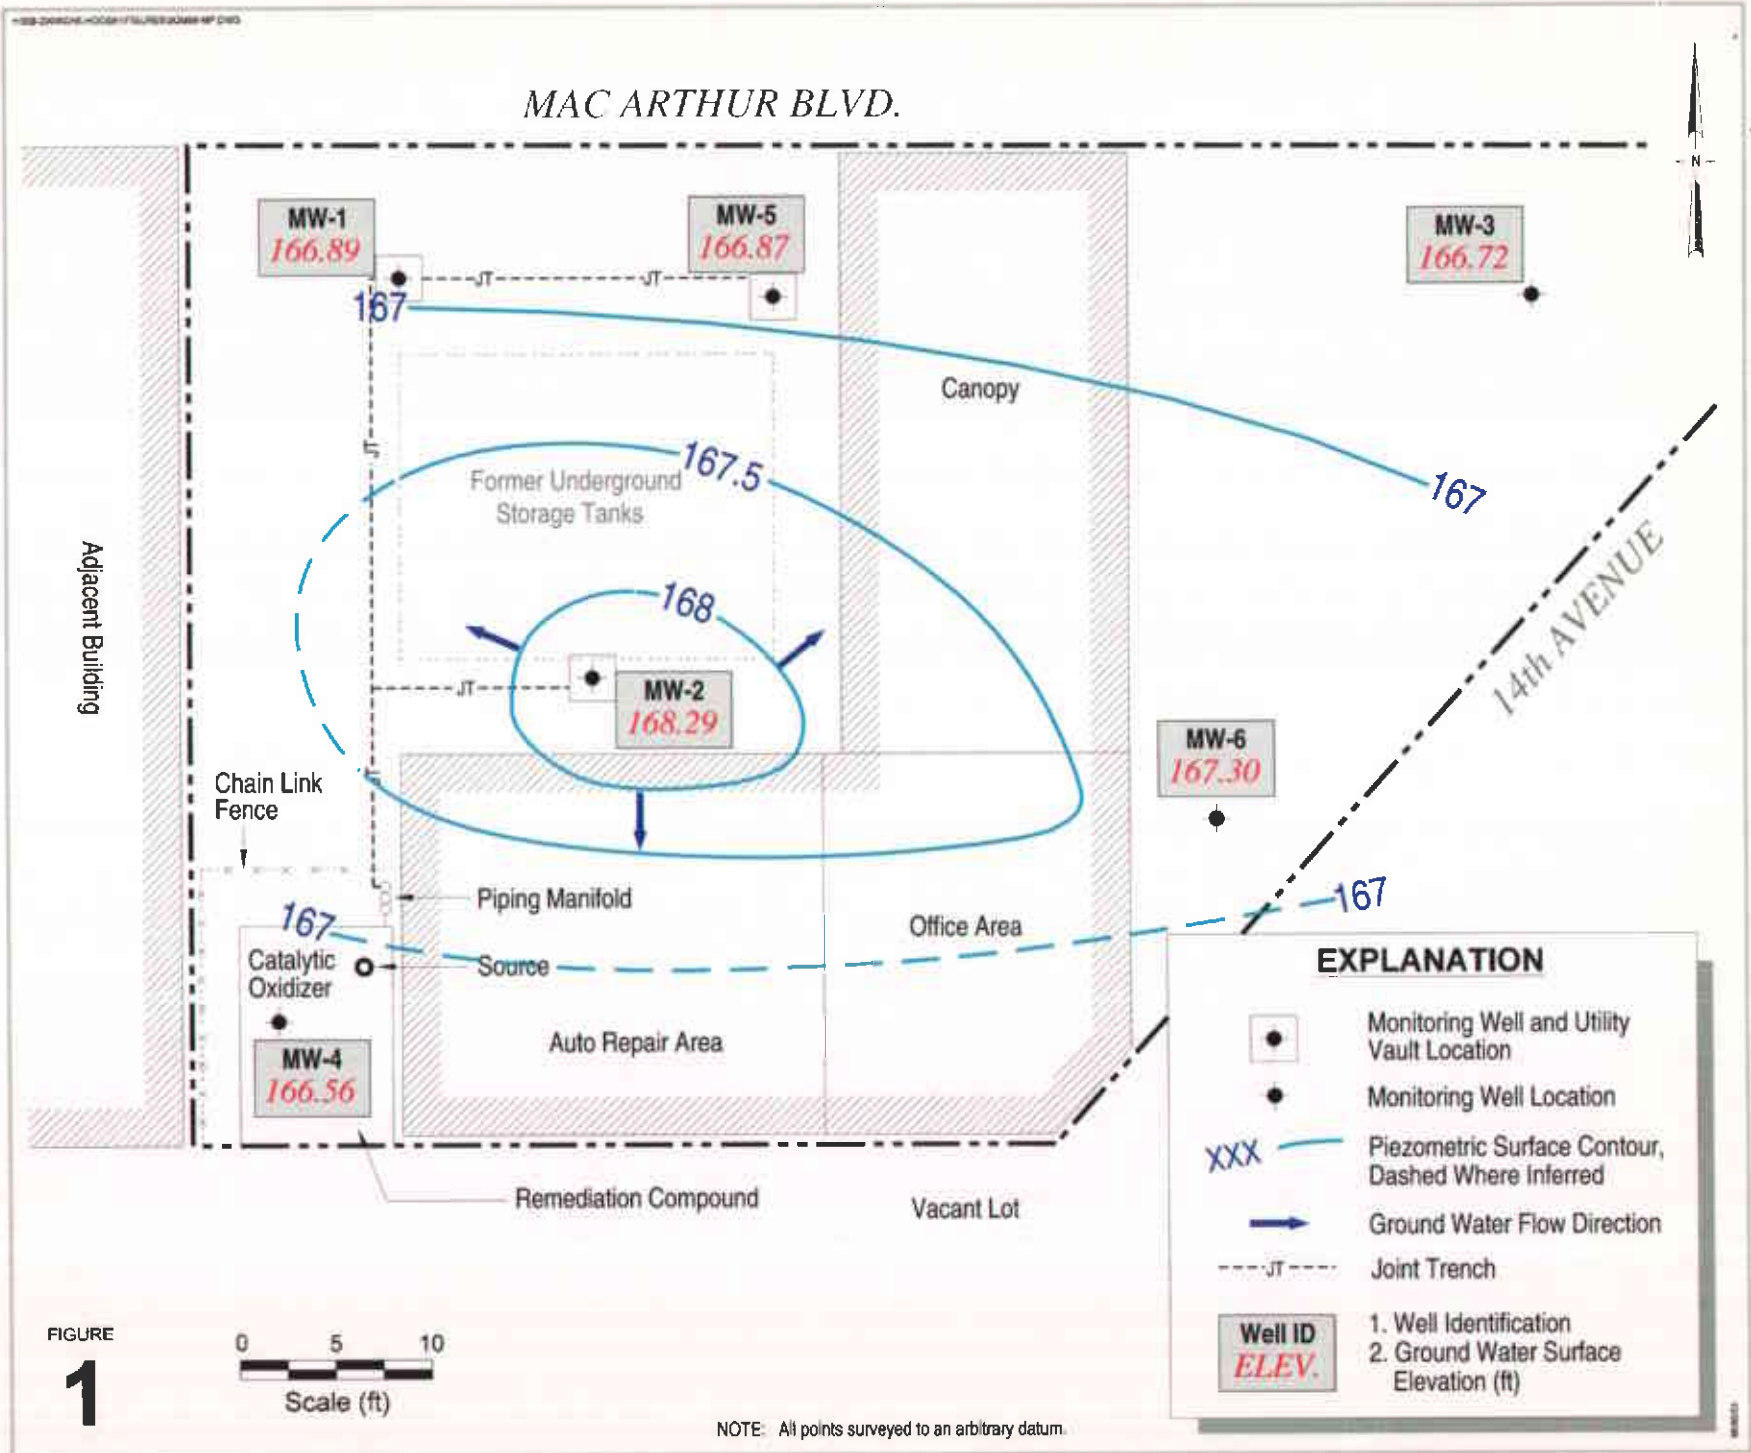 MAC ARTHUR BLVD.
N
MW-1
166.89
MW-5
166.87
MW-3
166.72
JT
JT
167
Canopy
JT
167.5
167
Former Underground
Storage Tanks
14th AVENUE
Adjacent Building
168
JT
MW-2
168.29
MW-6
167.30
JT
Chain Link
Fence
Piping Manifold
167
167
Office Area
Catalytic
Oxidizer
Source
Auto Repair Area
MW-4
166.56
Remediation Compound
Vacant Lot
EXPLANATION
Monitoring Well and Utility
Vault Location
Monitoring Well Location
XXX
Piezometric Surface Contour,
Dashed Where Inferred
Ground Water Flow Direction
JT
Joint Trench
Well ID
ELEV.
1. Well Identification
2. Ground Water Surface
Elevation (ft)
FIGURE
1
0 5 10
Scale (ft)
NOTE: All points surveyed to an arbitrary datum.